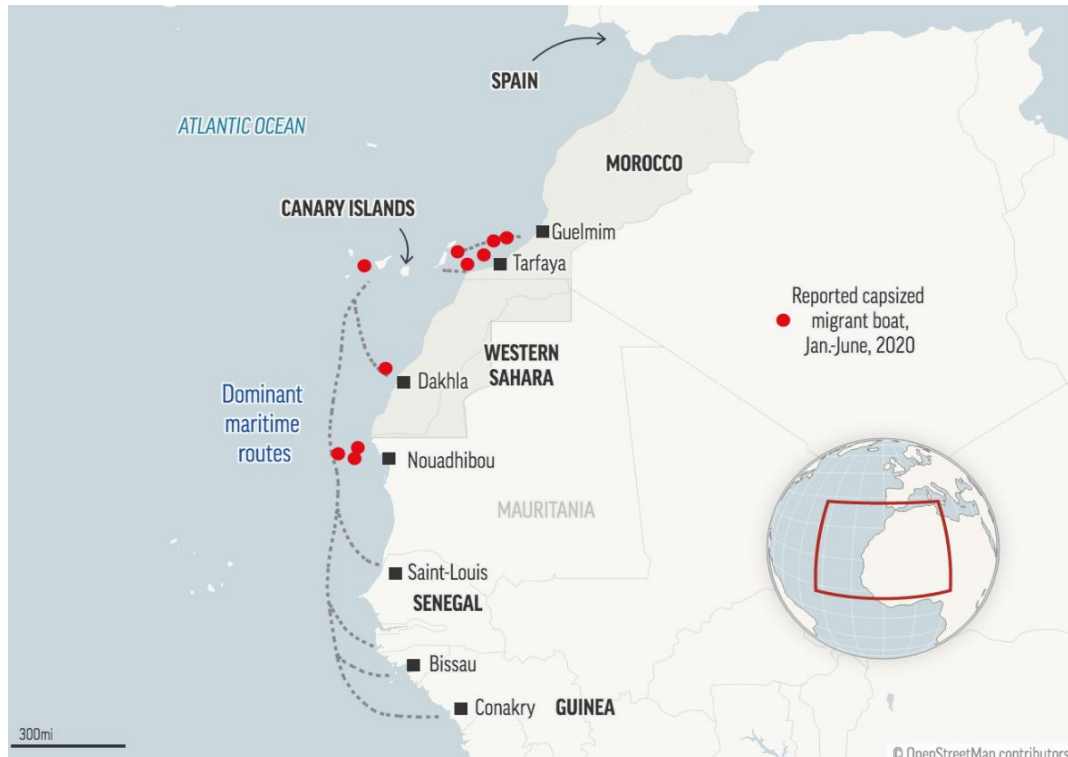 SPAIN
ATLANTIC OCEAN
MOROCCO
CANARY ISLANDS
Guelmim
Tarfaya
Reported capsized
migrant boat,
Jan.-June, 2020
WESTERN
SAHARA
Dakhla
Dominant
maritime
routes
Nouadhibou
MAURITANIA
Saint-Louis
SENEGAL
Bissau
Conakry
GUINEA
300mi
© OpenStreetMap contributors